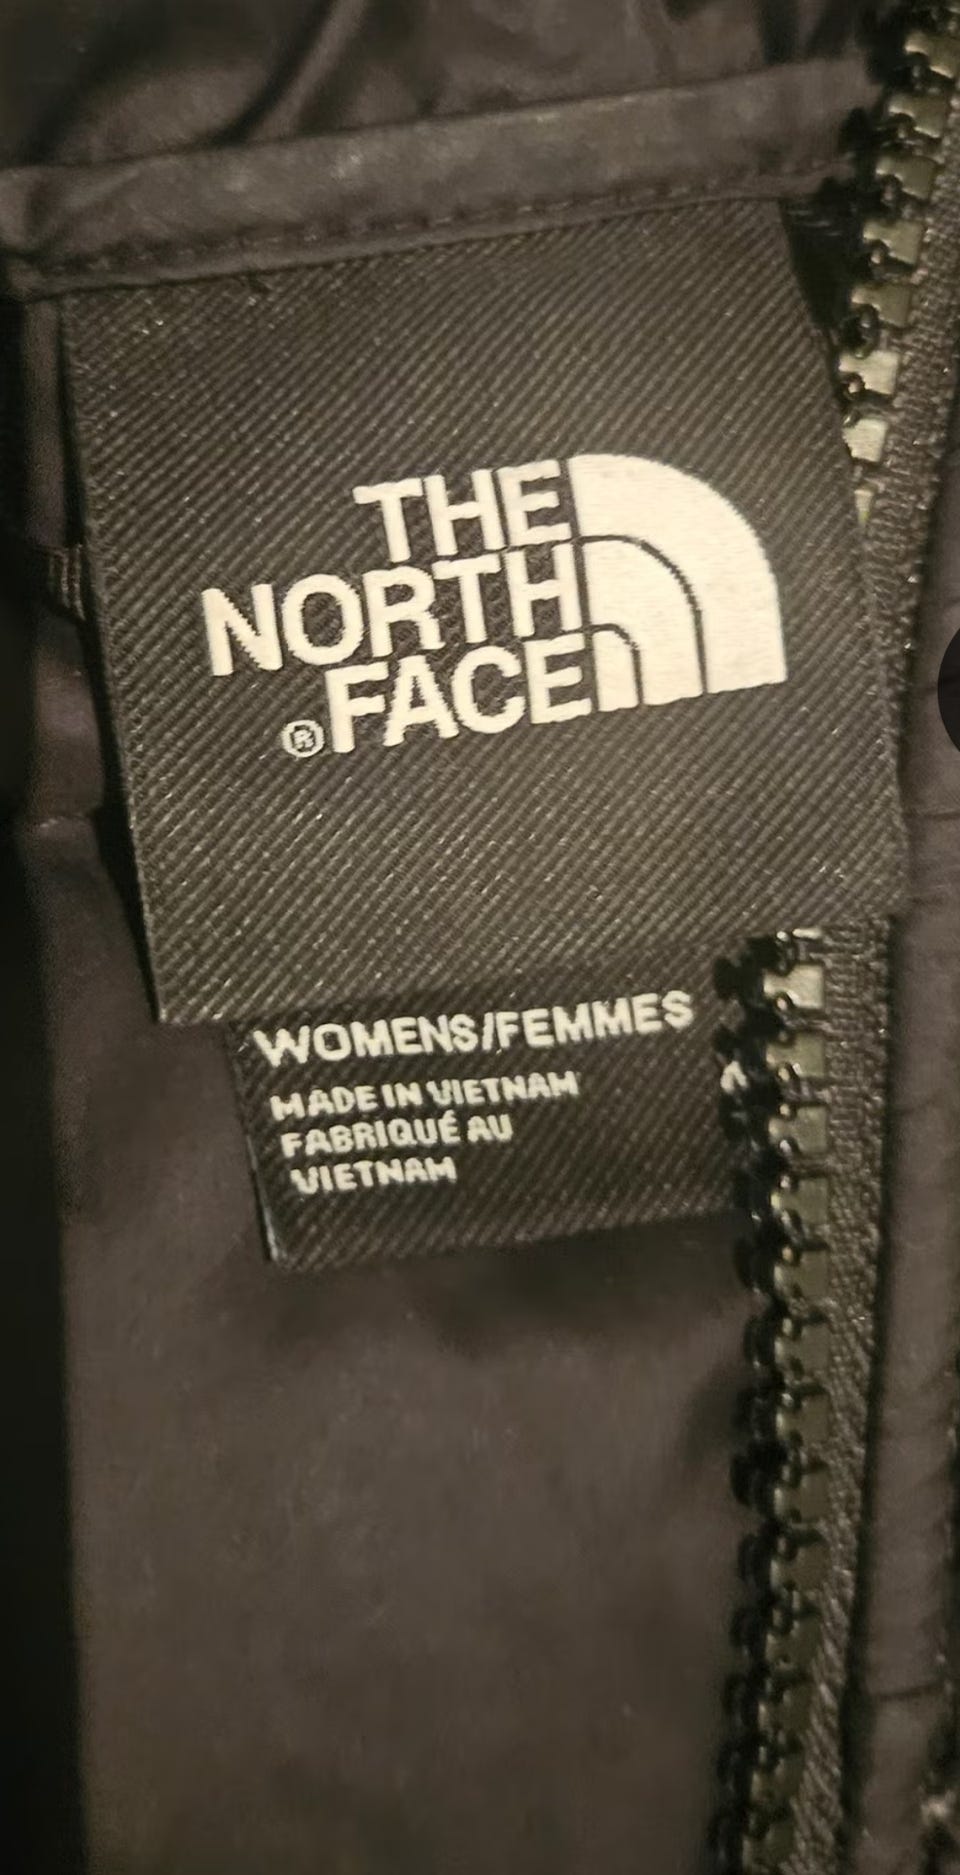 THE
NORTH
FACE
®
WOMENS/FEMMES
MADE IN VIETNAM
FABRIQUÉ AU
VIETNAM